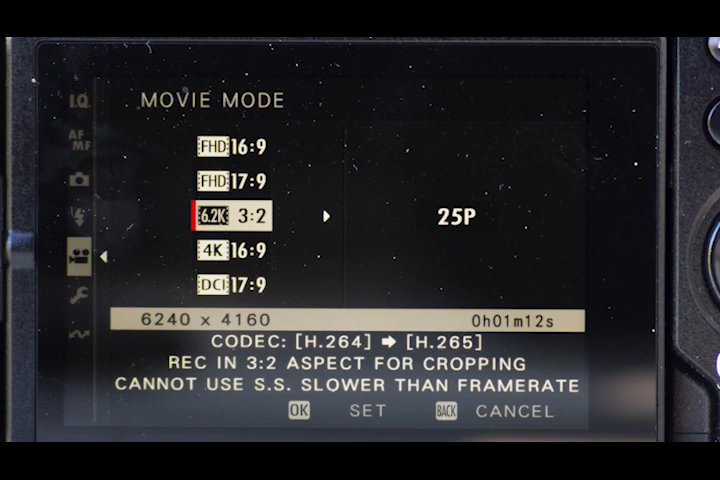 I.Q.
MOVIE MODE
AF
MF
FHD 16:9
FHD 17:9
6.2K 3:2
25P
4K 16:9
DCI 17:9
6240 x 4160 0h01m12s
CODEC: [H.264] ➡ [H.265]
REC IN 3:2 ASPECT FOR CROPPING
CANNOT USE S.S. SLOWER THAN FRAMERATE
OK SET BACK CANCEL